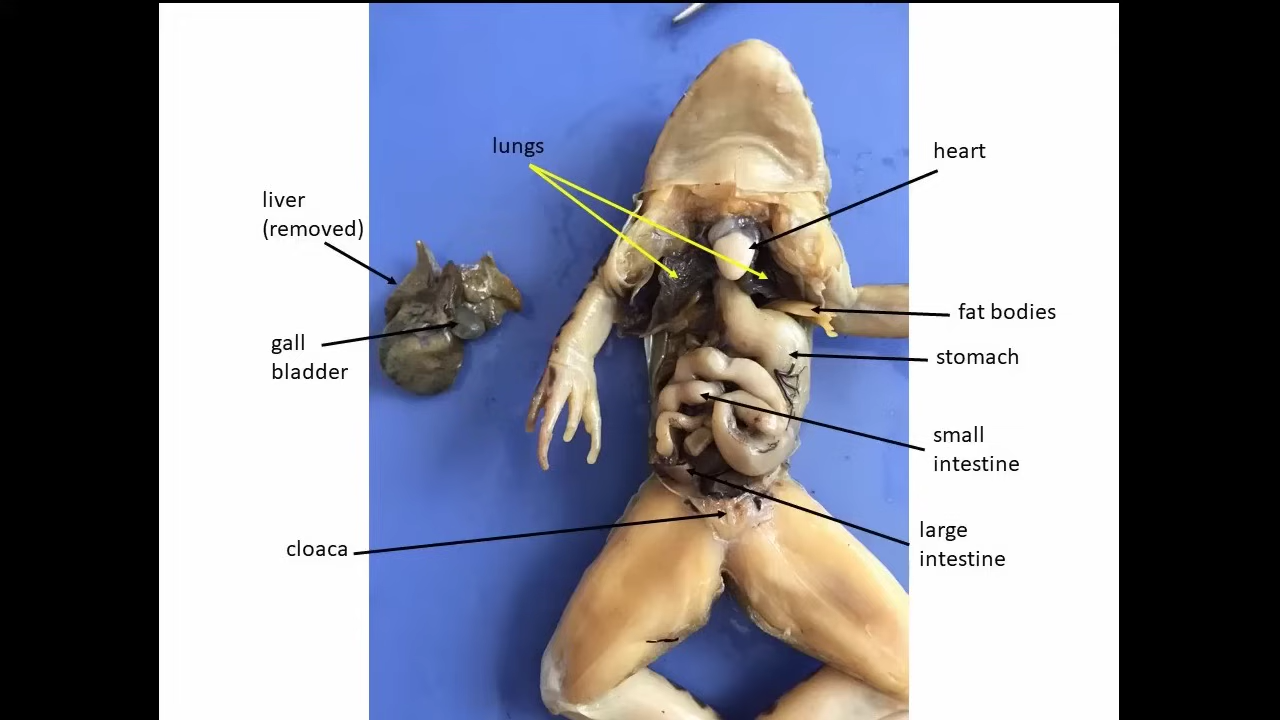 lungs
heart
liver
(removed)
fat bodies
gall
bladder
stomach
small
intestine
large
intestine
cloaca